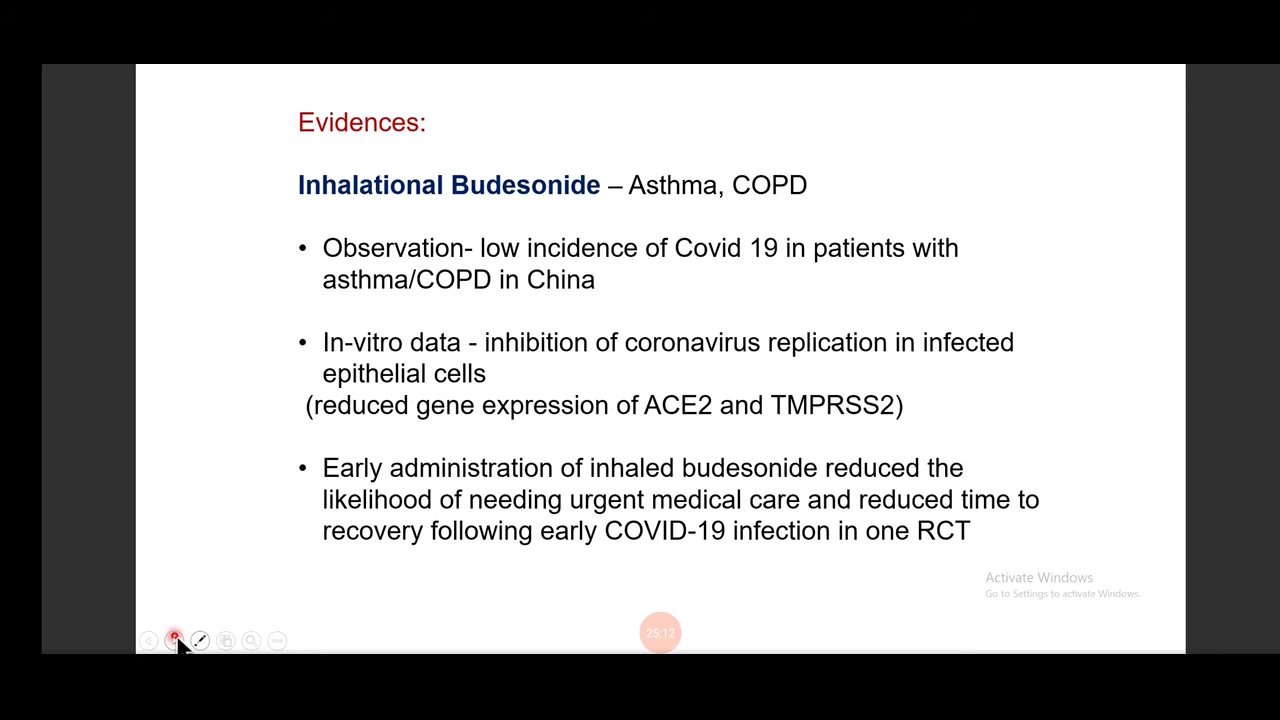 Evidences:
Inhalational Budesonide – Asthma, COPD
• Observation- low incidence of Covid 19 in patients with
asthma/COPD in China
• In-vitro data - inhibition of coronavirus replication in infected
epithelial cells
(reduced gene expression of ACE2 and TMPRSS2)
• Early administration of inhaled budesonide reduced the
likelihood of needing urgent medical care and reduced time to
recovery following early COVID-19 infection in one RCT
Activate Windows
Go to Settings to activate Windows.
25:12